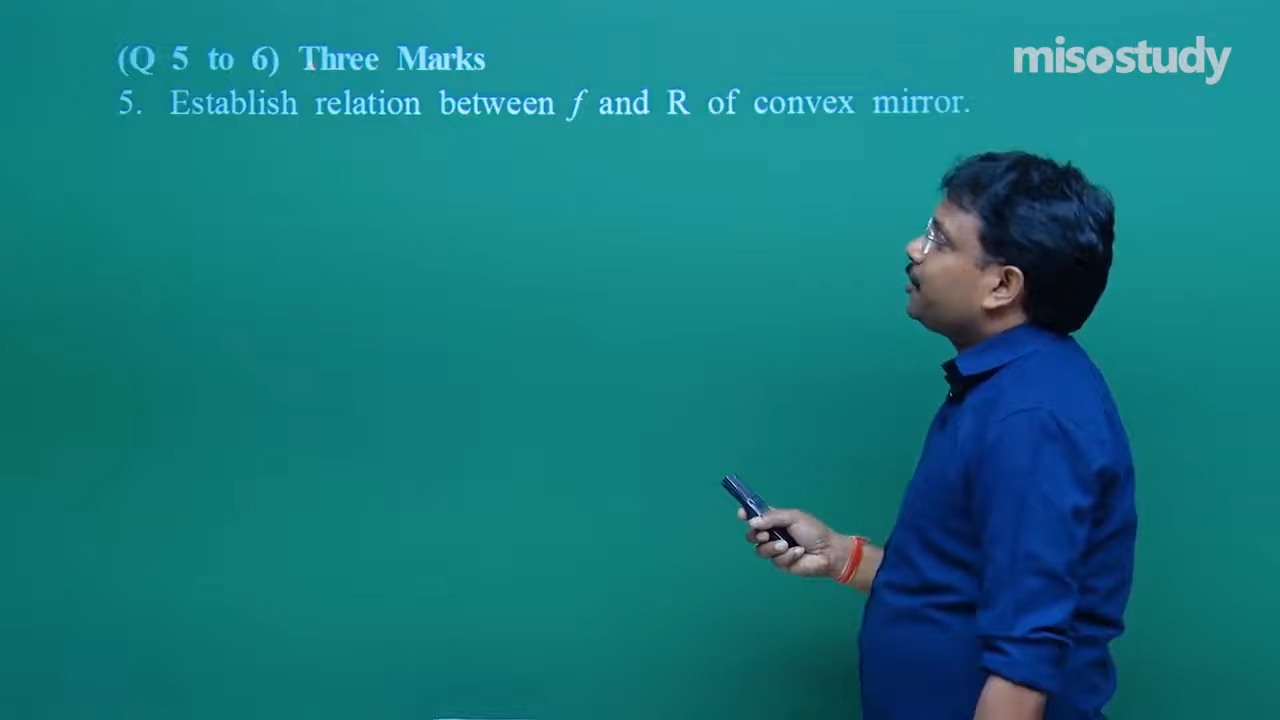 misostudy
(Q 5 to 6) Three Marks
5. Establish relation between f and R of convex mirror.